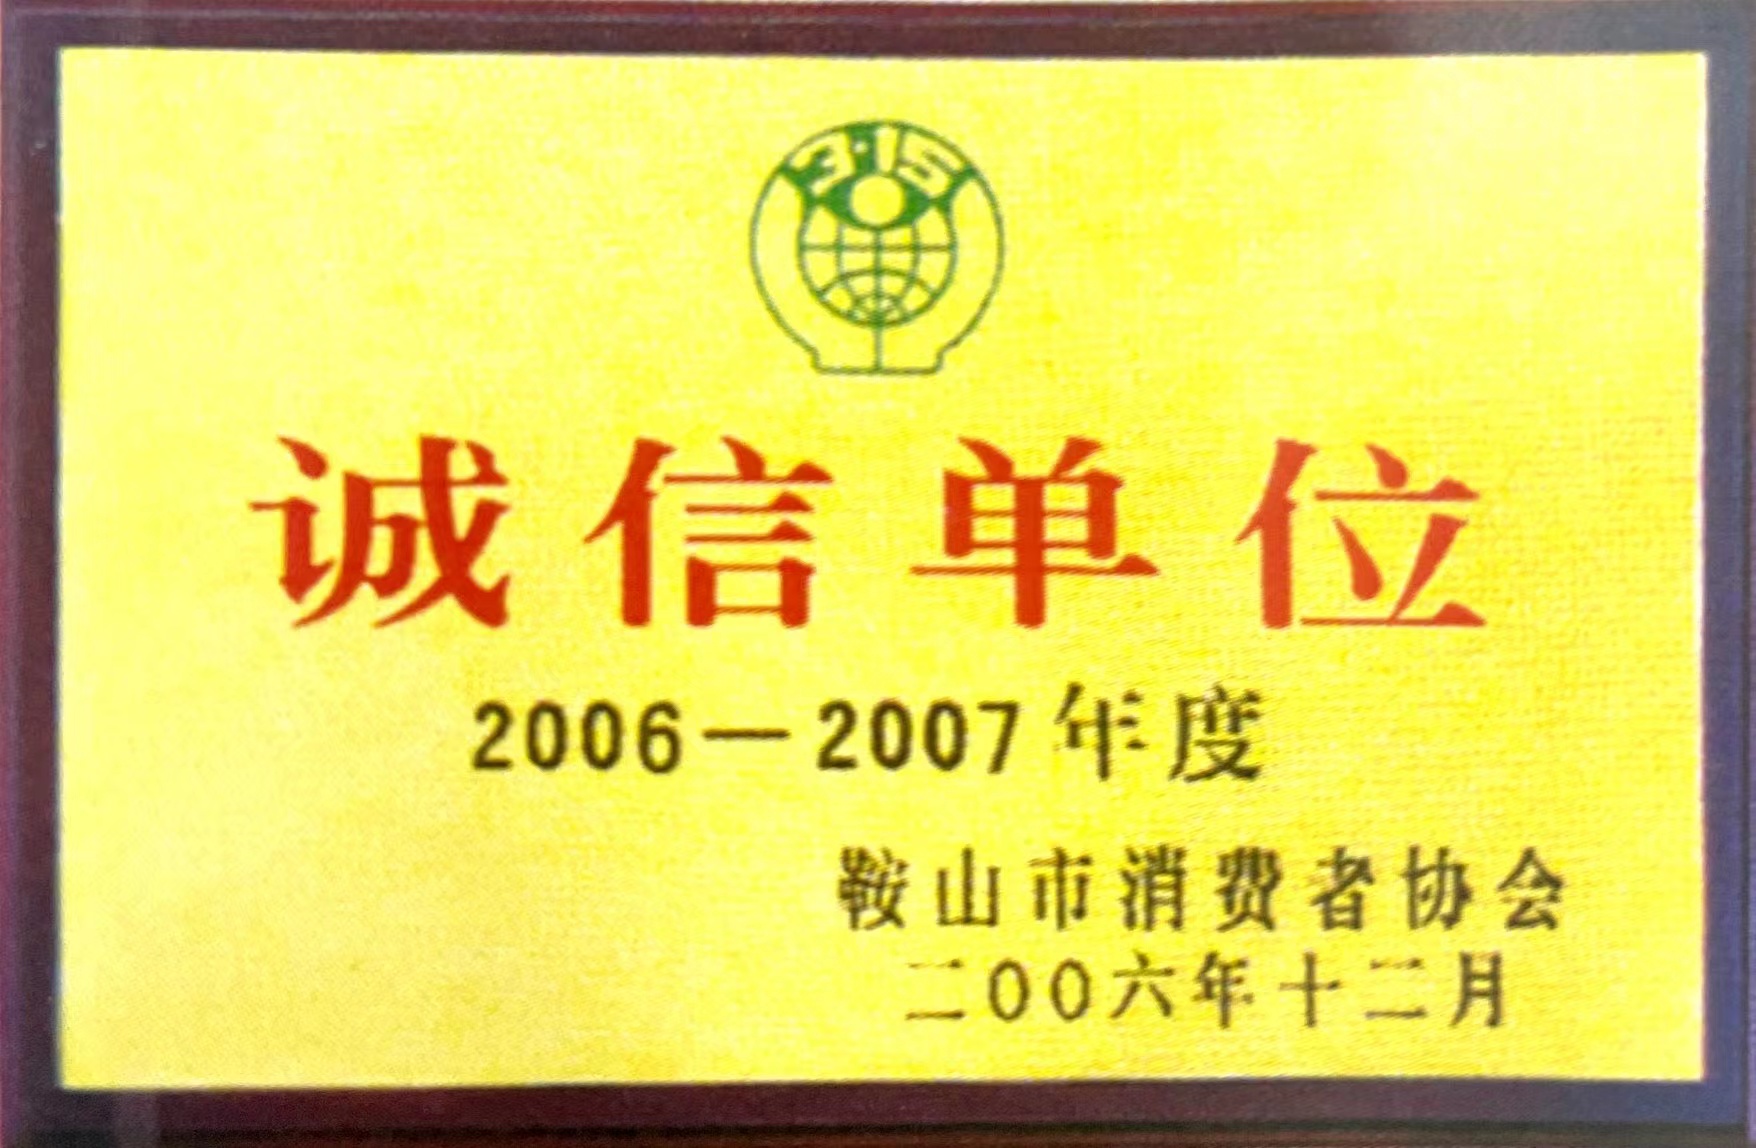 3·15
诚信单位
2006—2007年度
鞍山市消费者协会
二00六年十二月